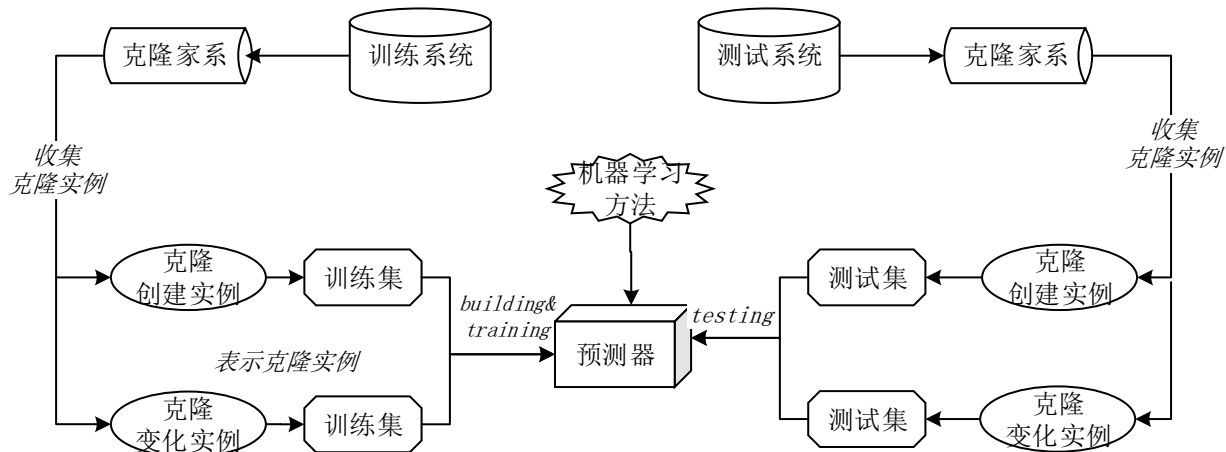 克隆家系
训练系统
测试系统
克隆家系
收集
克隆实例
收集
克隆实例
机器学习
方法
克隆
创建实例
训练集
building&
training
预测器
testing
测试集
克隆
创建实例
表示克隆实例
克隆
变化实例
训练集
测试集
克隆
变化实例